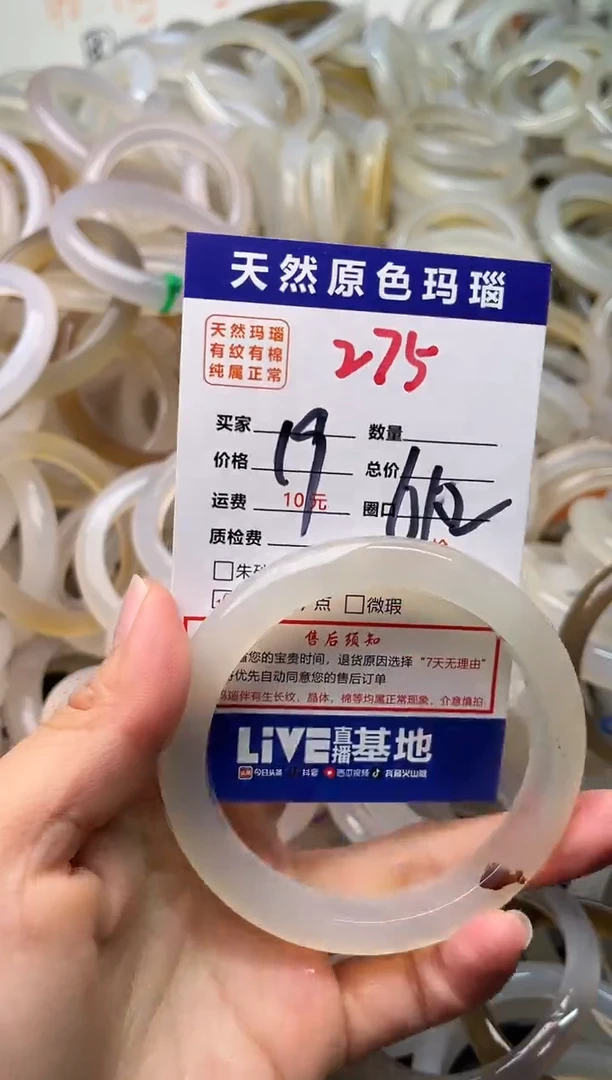 天然原色玛瑙
天然玛瑙
有纹有棉
纯属正常
275
买家 数量
价格 19 总价
运费 10元 圈口
质检费
微瑕
售后须知
您的宝贵时间，退货原因选择“7天无理由”
优先自动同意您的售后订单
伴有生长纹，晶体，棉等均属正常现象，介意慎拍
LiVE直播基地
今日头条 抖音 西瓜视频 抖音火山版